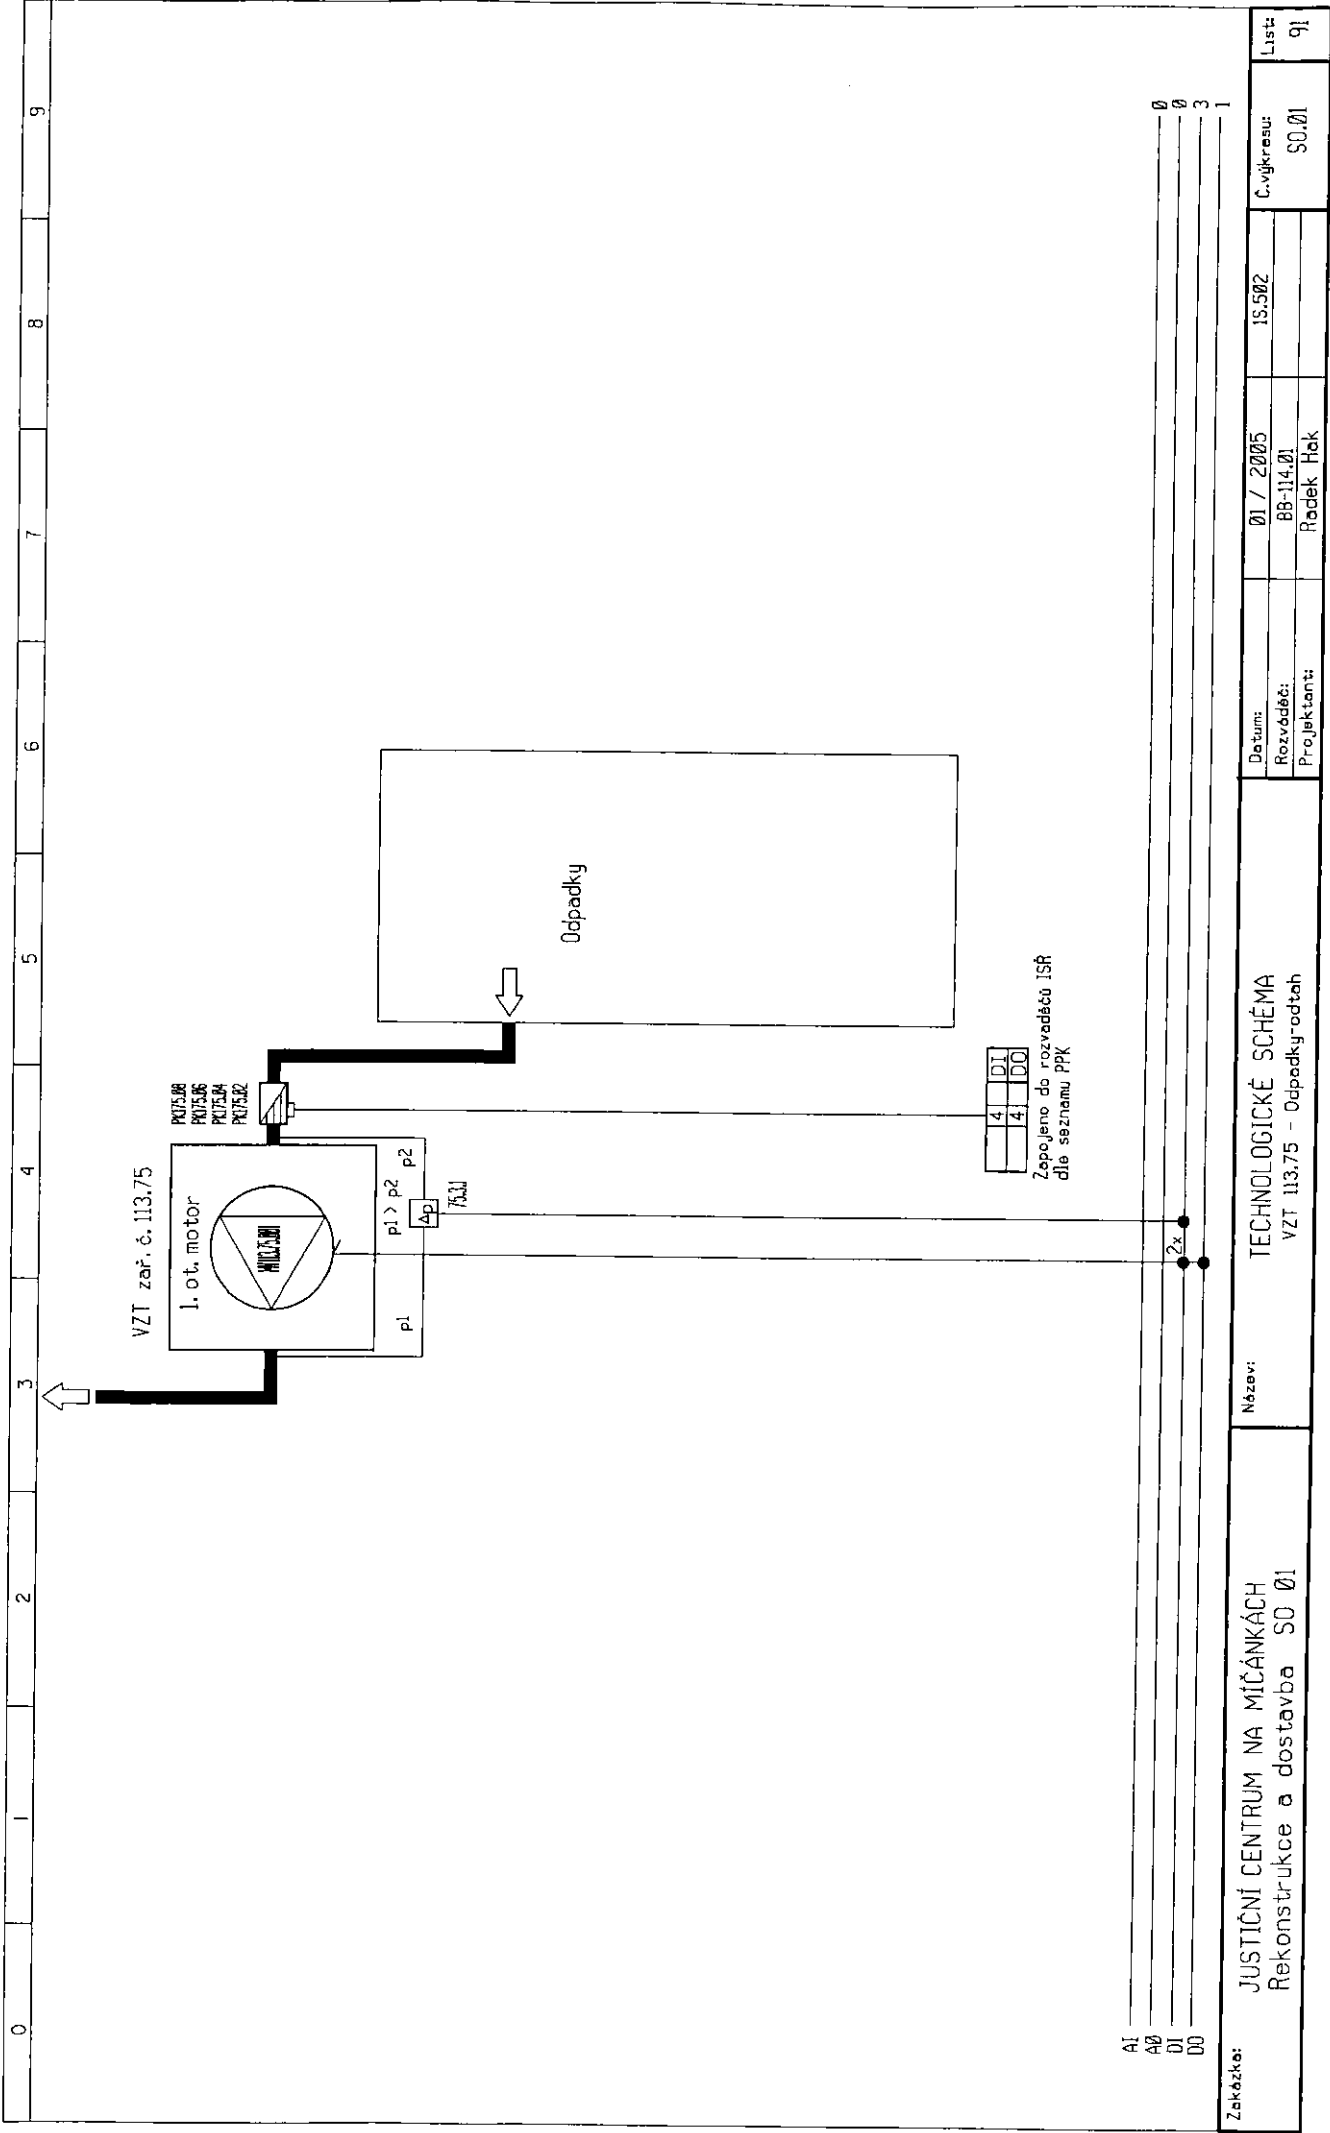 0 1 2 3 4 5 6 7 8 9
VZT zař. č. 113.75
1. ot. motor
PK175.08
PK175.06
PK175.04
PK175.02
p1 p1 > p2 p2
Δp
75.3.1
Odpadky
4 DI
4 DO
Zapojeno do rozvaděčů ISŘ
dle seznamu PPK
2x
AI 0
AØ 0
DI 3
DO 1
Zakázka:
JUSTIČNÍ CENTRUM NA MÍČÁNKÁCH
Rekonstrukce a dostavba SO 01
Název:
TECHNOLOGICKÉ SCHÉMA
VZT 113.75 - Odpadky-odtah
Datum: 01 / 2005 1S.502
Rozváděč: BB-114.01
Projektant: Radek Hak
Č.výkresu:
SO.01
List:
91